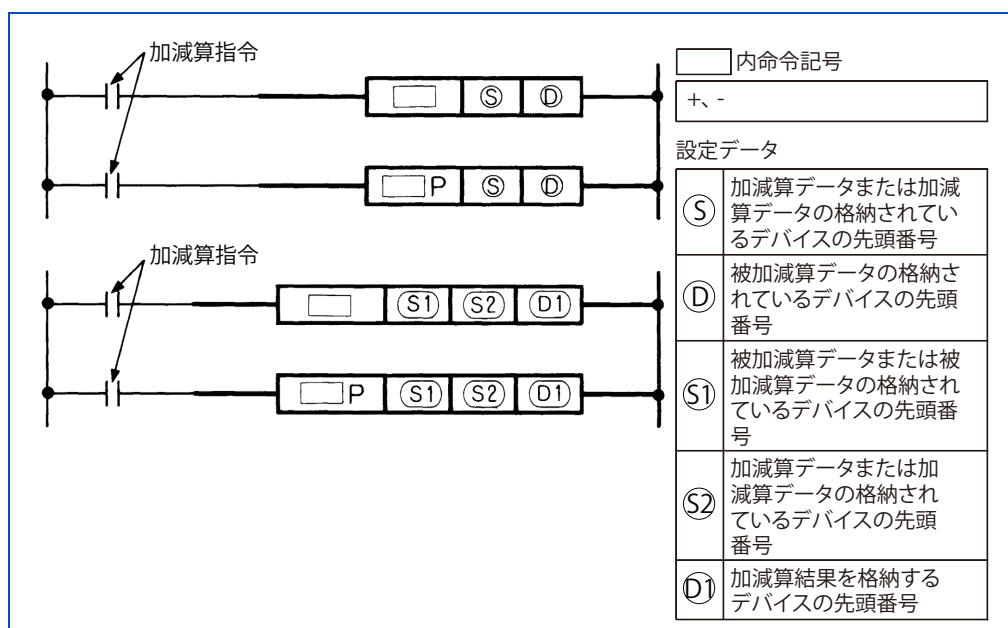 加減算指令
Ⓢ Ⓓ
P Ⓢ Ⓓ
加減算指令
S1 S2 D1
P S1 S2 D1
内命令記号
+、-
設定データ
Ⓢ
加減算データまたは加減
算データの格納されてい
るデバイスの先頭番号
Ⓓ
被加減算データの格納さ
れているデバイスの先頭
番号
S1
被加減算データまたは被
加減算データの格納され
ているデバイスの先頭番
号
S2
加減算データまたは加
減算データの格納され
ているデバイスの先頭
番号
D1
加減算結果を格納する
デバイスの先頭番号